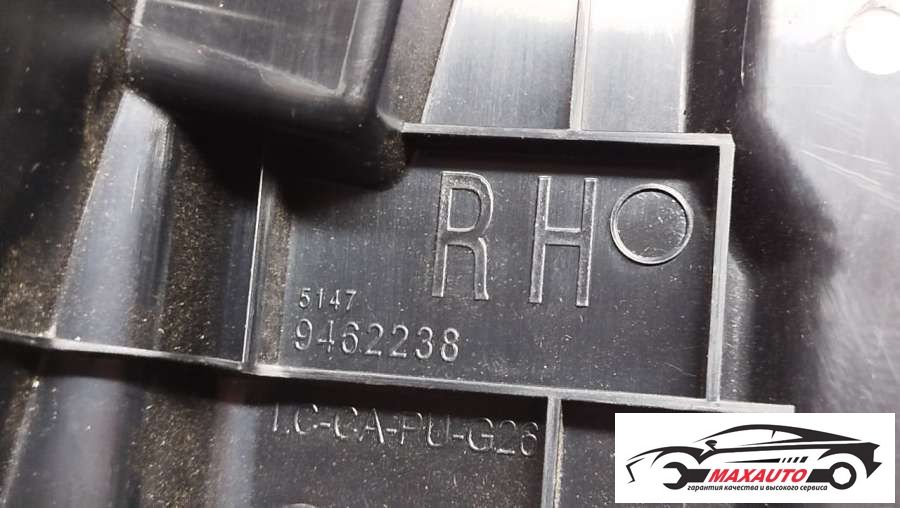 RH
5147
9462238
LC-CA-PU-G26
MAXAUTO
гарантия качества и высокого сервиса